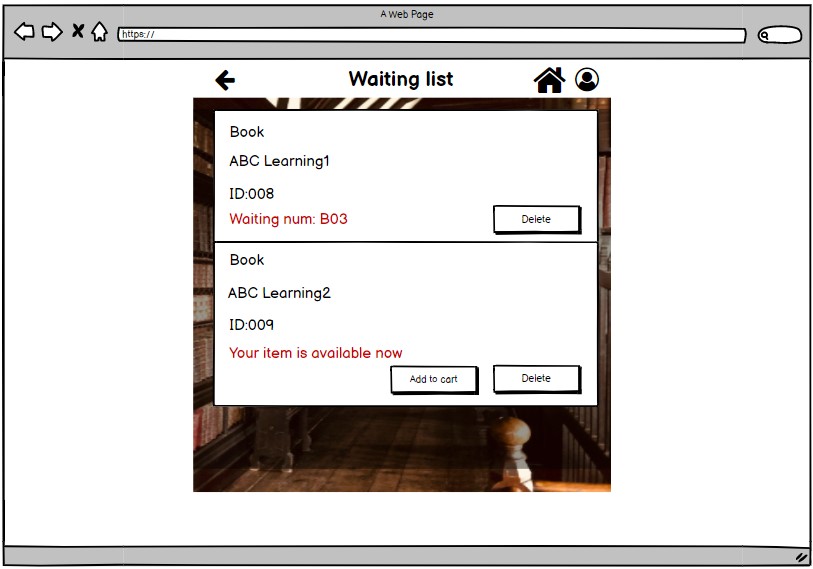 A Web Page
https://
Waiting list
Book
ABC Learning1
ID:008
Waiting num: B03
Delete
Book
ABC Learning2
ID:009
Your item is available now
Add to cart
Delete